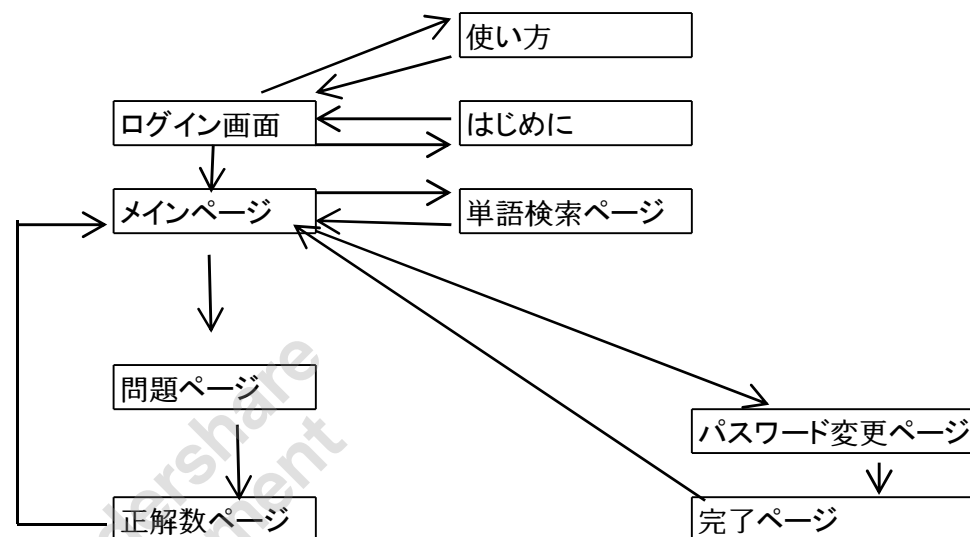 使い方
ログイン画面
はじめに
メインページ
単語検索ページ
問題ページ
パスワード変更ページ
正解数ページ
完了ページ